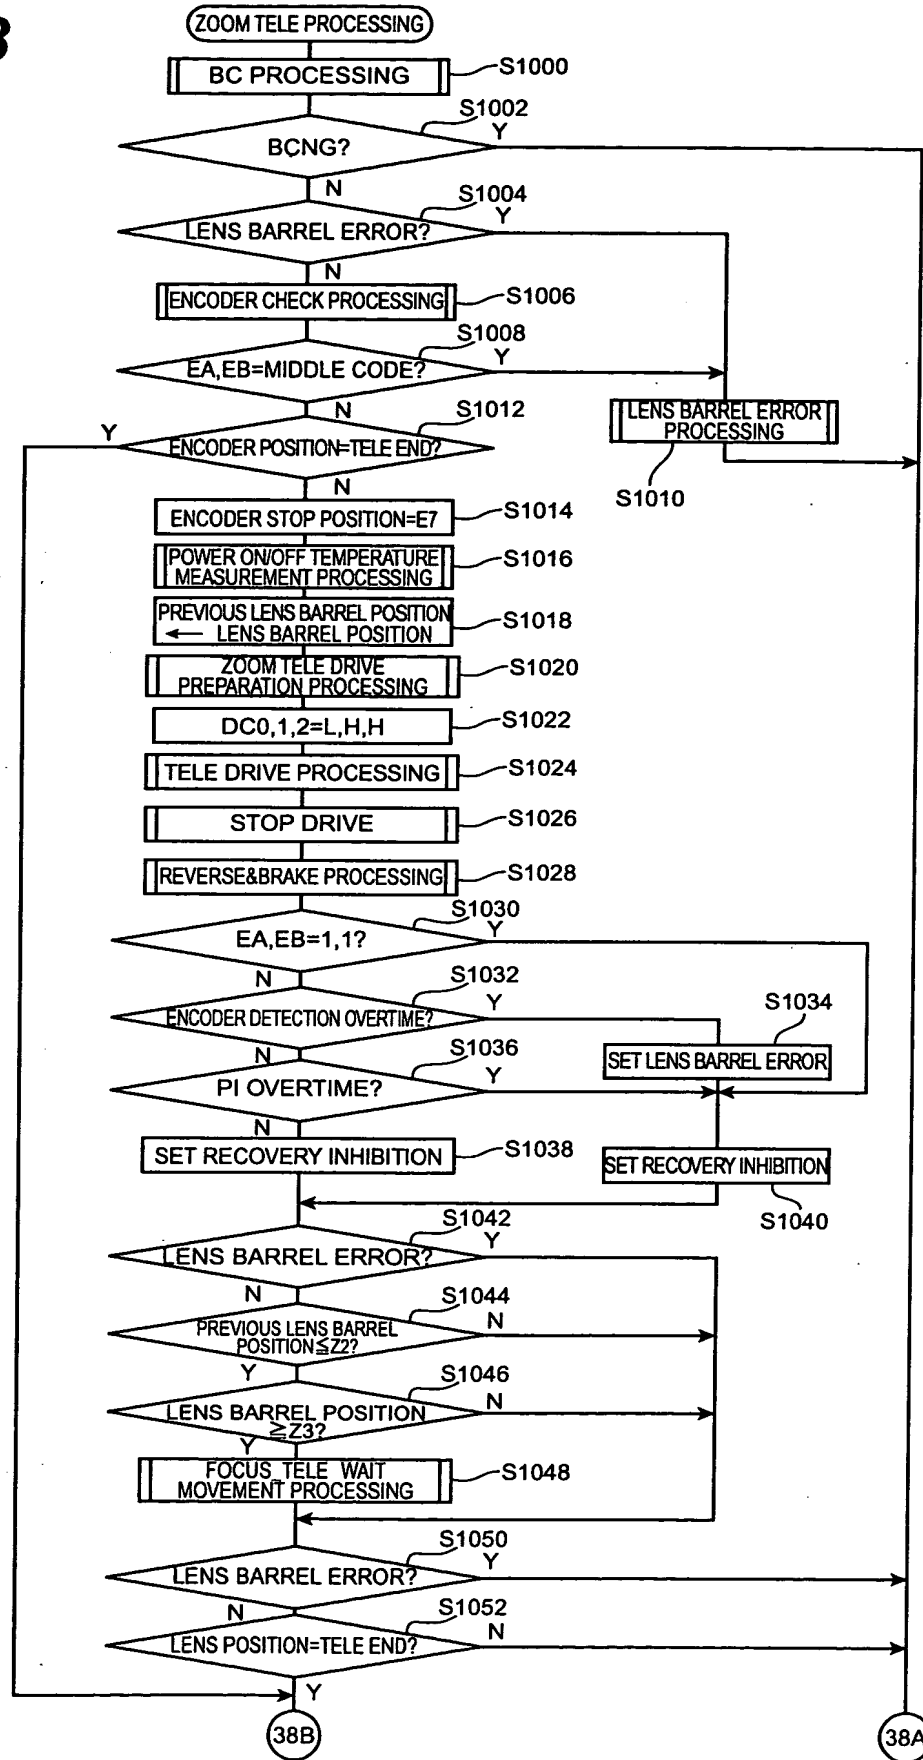 ZOOM TELE PROCESSING
BC PROCESSING
S1000
S1002
BCNG?
Y
N
S1004
LENS BARREL ERROR?
Y
N
ENCODER CHECK PROCESSING
S1006
S1008
EA,EB=MIDDLE CODE?
Y
N
LENS BARREL ERROR
PROCESSING
S1010
S1012
Y
ENCODER POSITION=TELE END?
N
ENCODER STOP POSITION=E7
S1014
POWER ON/OFF TEMPERATURE
MEASUREMENT PROCESSING
S1016
PREVIOUS LENS BARREL POSITION
← LENS BARREL POSITION
S1018
ZOOM TELE DRIVE
PREPARATION PROCESSING
S1020
DC0,1,2=L,H,H
S1022
TELE DRIVE PROCESSING
S1024
STOP DRIVE
S1026
REVERSE&BRAKE PROCESSING
S1028
S1030
EA,EB=1,1?
Y
N
S1032
ENCODER DETECTION OVERTIME?
Y
N
S1034
SET LENS BARREL ERROR
S1036
PI OVERTIME?
Y
N
SET RECOVERY INHIBITION
S1038
SET RECOVERY INHIBITION
S1040
S1042
LENS BARREL ERROR?
Y
N
S1044
PREVIOUS LENS BARREL
POSITION≦Z2?
N
Y
S1046
LENS BARREL POSITION
≧Z3?
N
Y
FOCUS TELE WAIT
MOVEMENT PROCESSING
S1048
S1050
LENS BARREL ERROR?
Y
N
S1052
LENS POSITION=TELE END?
N
Y
38B
38A